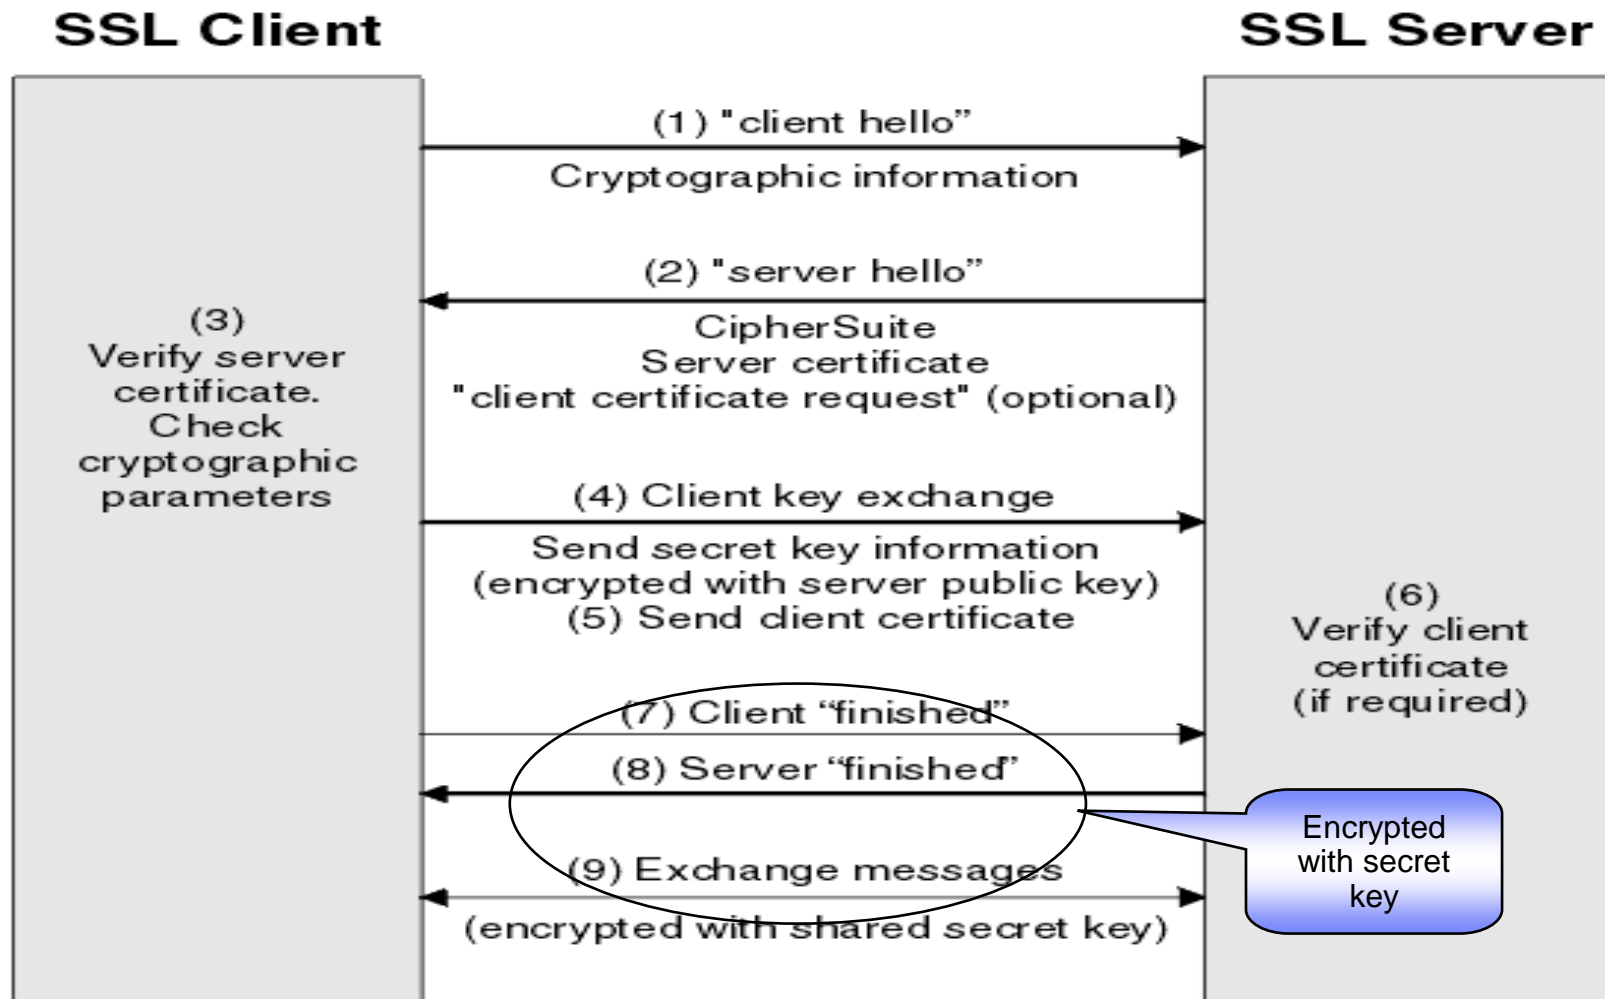 SSL Client
SSL Server
(1) "client hello”
Cryptographic information
(2) "server hello”
CipherSuite
Server certificate
"client certificate request" (optional)
(3)
Verify server
certificate.
Check
cryptographic
parameters
(4) Client key exchange
Send secret key information
(encrypted with server public key)
(5) Send client certificate
(6)
Verify client
certificate
(if required)
(7) Client “finished”
(8) Server “finished”
(9) Exchange messages
(encrypted with shared secret key)
Encrypted
with secret
key